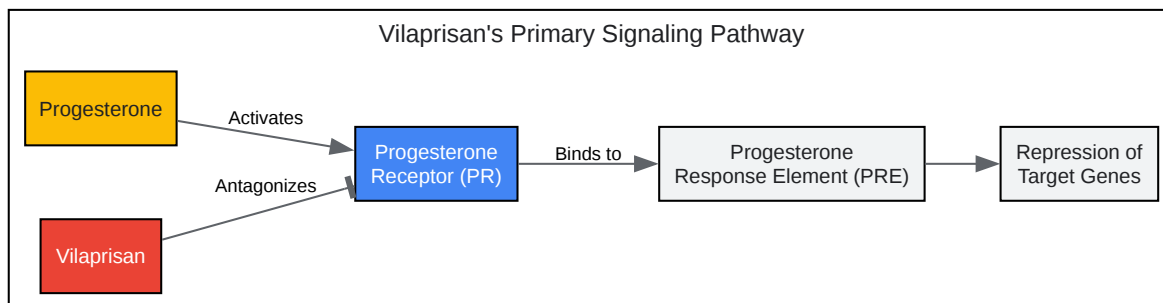 Vilaprisan's Primary Signaling Pathway
Progesterone
Activates
Antagonizes
Vilaprisan
Progesterone
Receptor (PR)
Binds to
Progesterone
Response Element (PRE)
Repression of
Target Genes